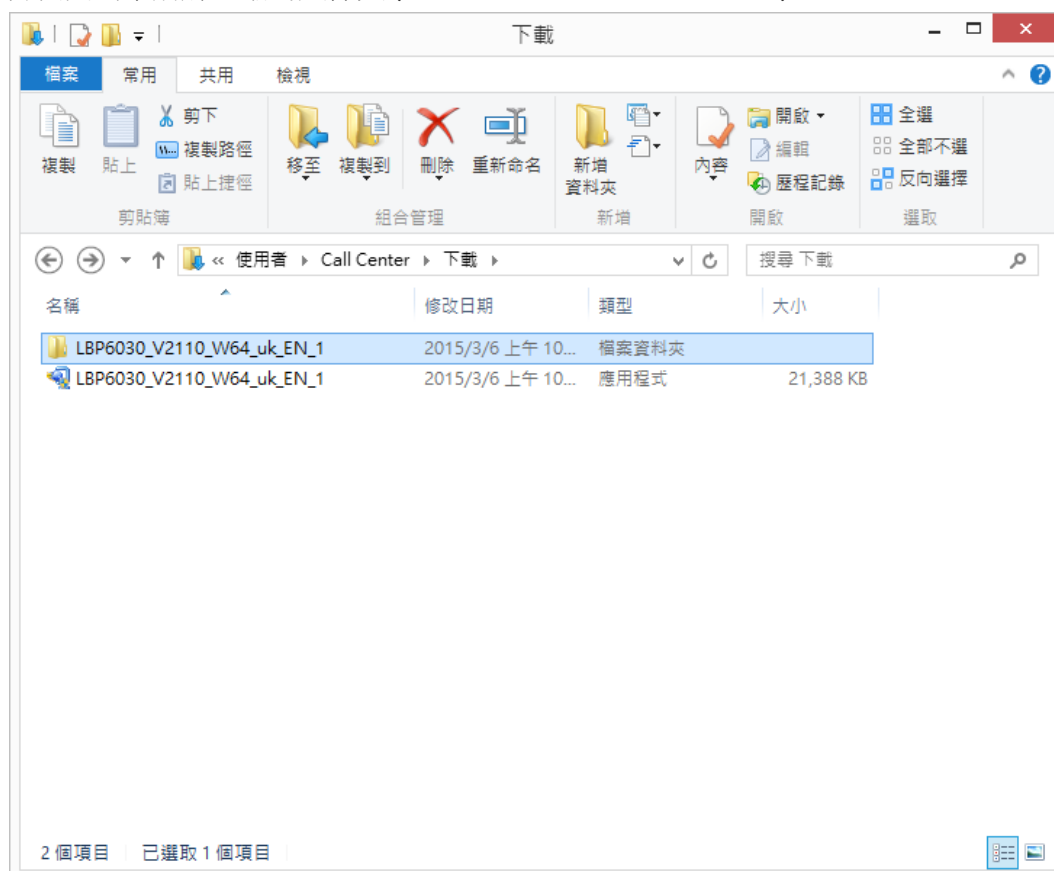 下載
檔案 常用 共用 檢視
複製 貼上 剪下 複製路徑 貼上捷徑 移至 複製到 刪除 重新命名 新增資料夾 內容 開啟 編輯 歷程記錄 全選 全部不選 反向選擇
剪貼簿 組合管理 新增 開啟 選取
« 使用者 Call Center 下載 搜尋 下載
名稱 修改日期 類型 大小
LBP6030_V2110_W64_uk_EN_1 2015/3/6 上午 10... 檔案資料夾
LBP6030_V2110_W64_uk_EN_1 2015/3/6 上午 10... 應用程式 21,388 KB
2 個項目 已選取 1 個項目